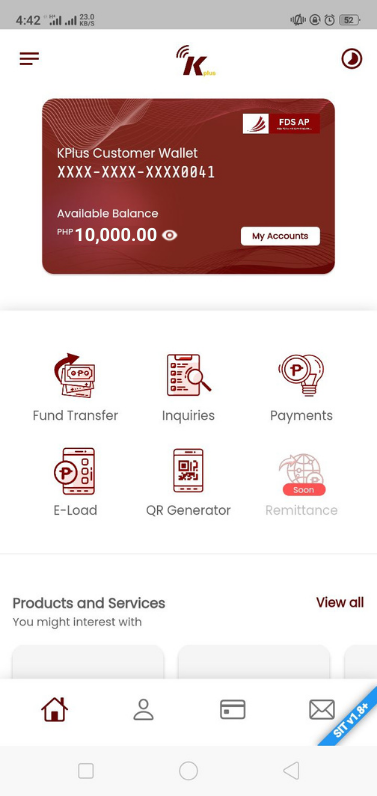 4:42 23.0 KB/S 52
K plus
FDS AP
KPlus Customer Wallet
XXXX-XXXX-XXXX0041
Available Balance
PHP 10,000.00
My Accounts
Fund Transfer Inquiries Payments
E-Load QR Generator Soon Remittance
Products and Services View all
You might interest with
SIT v1.8+